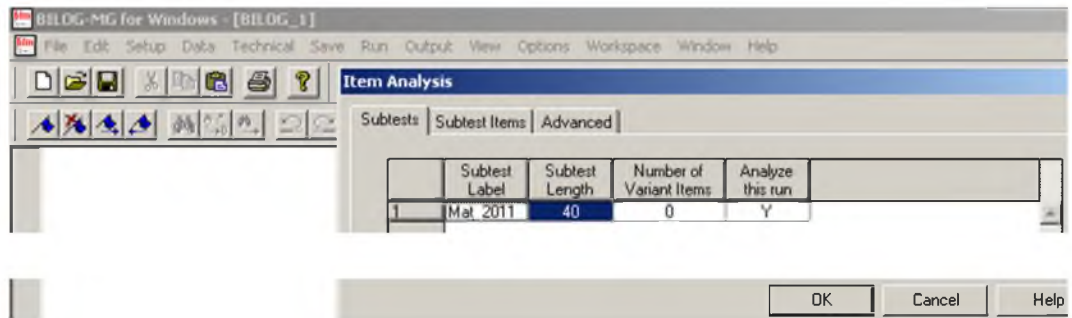 BILOG-MG for Windows - [BILOG_1]
File Edit Setup Data Technical Save Run Output View Options Workspace Window Help
Item Analysis
Subtests Subtest Items Advanced
Subtest Label Subtest Length Number of Variant Items Analyze this run
1 Mat_2011 40 0 Y
OK Cancel Help